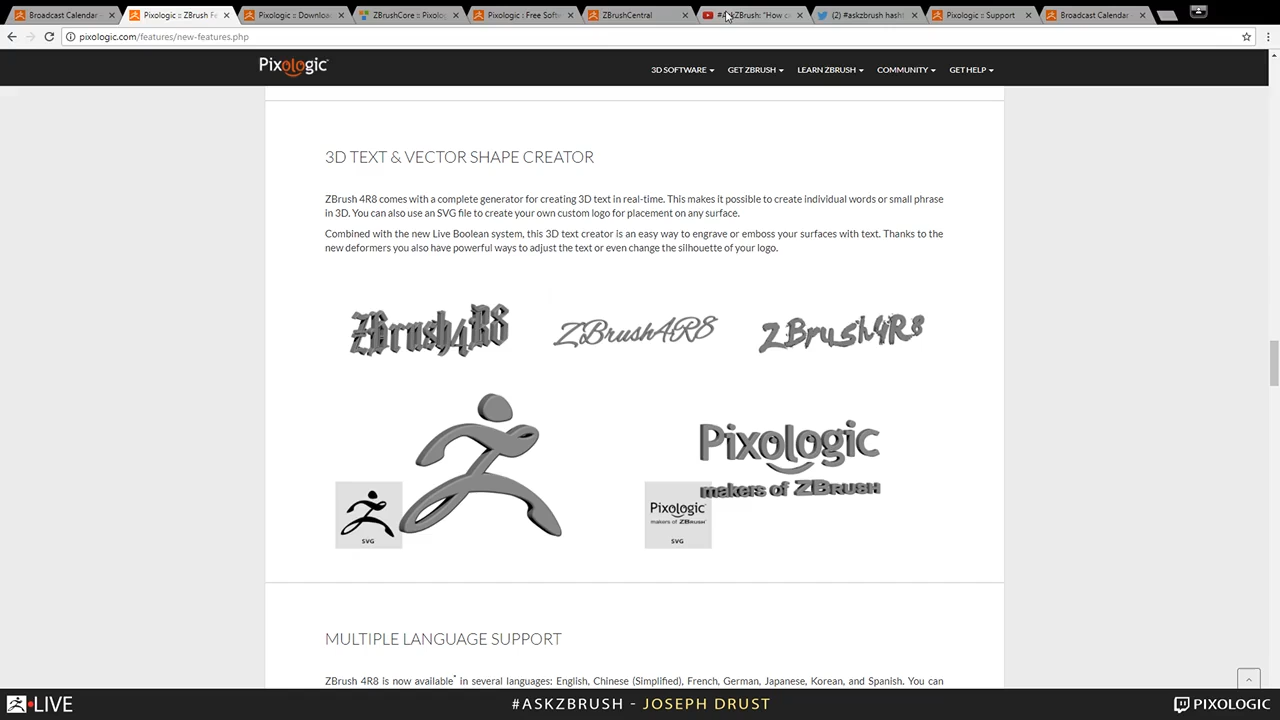 Broadcast Calendar
Pixologic :: ZBrush Fe
Pixologic :: Downloa
ZBrushCore :: Pixolo
Pixologic : Free Softw
ZBrushCentral
#AskZBrush: "How c
(2) #askzbrush hasht
Pixologic :: Support
Broadcast Calendar
pixologic.com/features/new-features.php
Pixologic
3D SOFTWARE
GET ZBRUSH
LEARN ZBRUSH
COMMUNITY
GET HELP
3D TEXT & VECTOR SHAPE CREATOR
ZBrush 4R8 comes with a complete generator for creating 3D text in real-time. This makes it possible to create individual words or small phrase
in 3D. You can also use an SVG file to create your own custom logo for placement on any surface.
Combined with the new Live Boolean system, this 3D text creator is an easy way to engrave or emboss your surfaces with text. Thanks to the
new deformers you also have powerful ways to adjust the text or even change the silhouette of your logo.
ZBrush4R8
ZBrush4R8
ZBrush4R8
SVG
Pixologic
makers of ZBRUSH
Pixologic
makers of ZBRUSH
SVG
MULTIPLE LANGUAGE SUPPORT
ZBrush 4R8 is now available* in several languages: English, Chinese (Simplified), French, German, Japanese, Korean, and Spanish. You can
LIVE
#ASKZBRUSH - JOSEPH DRUST
PIXOLOGIC